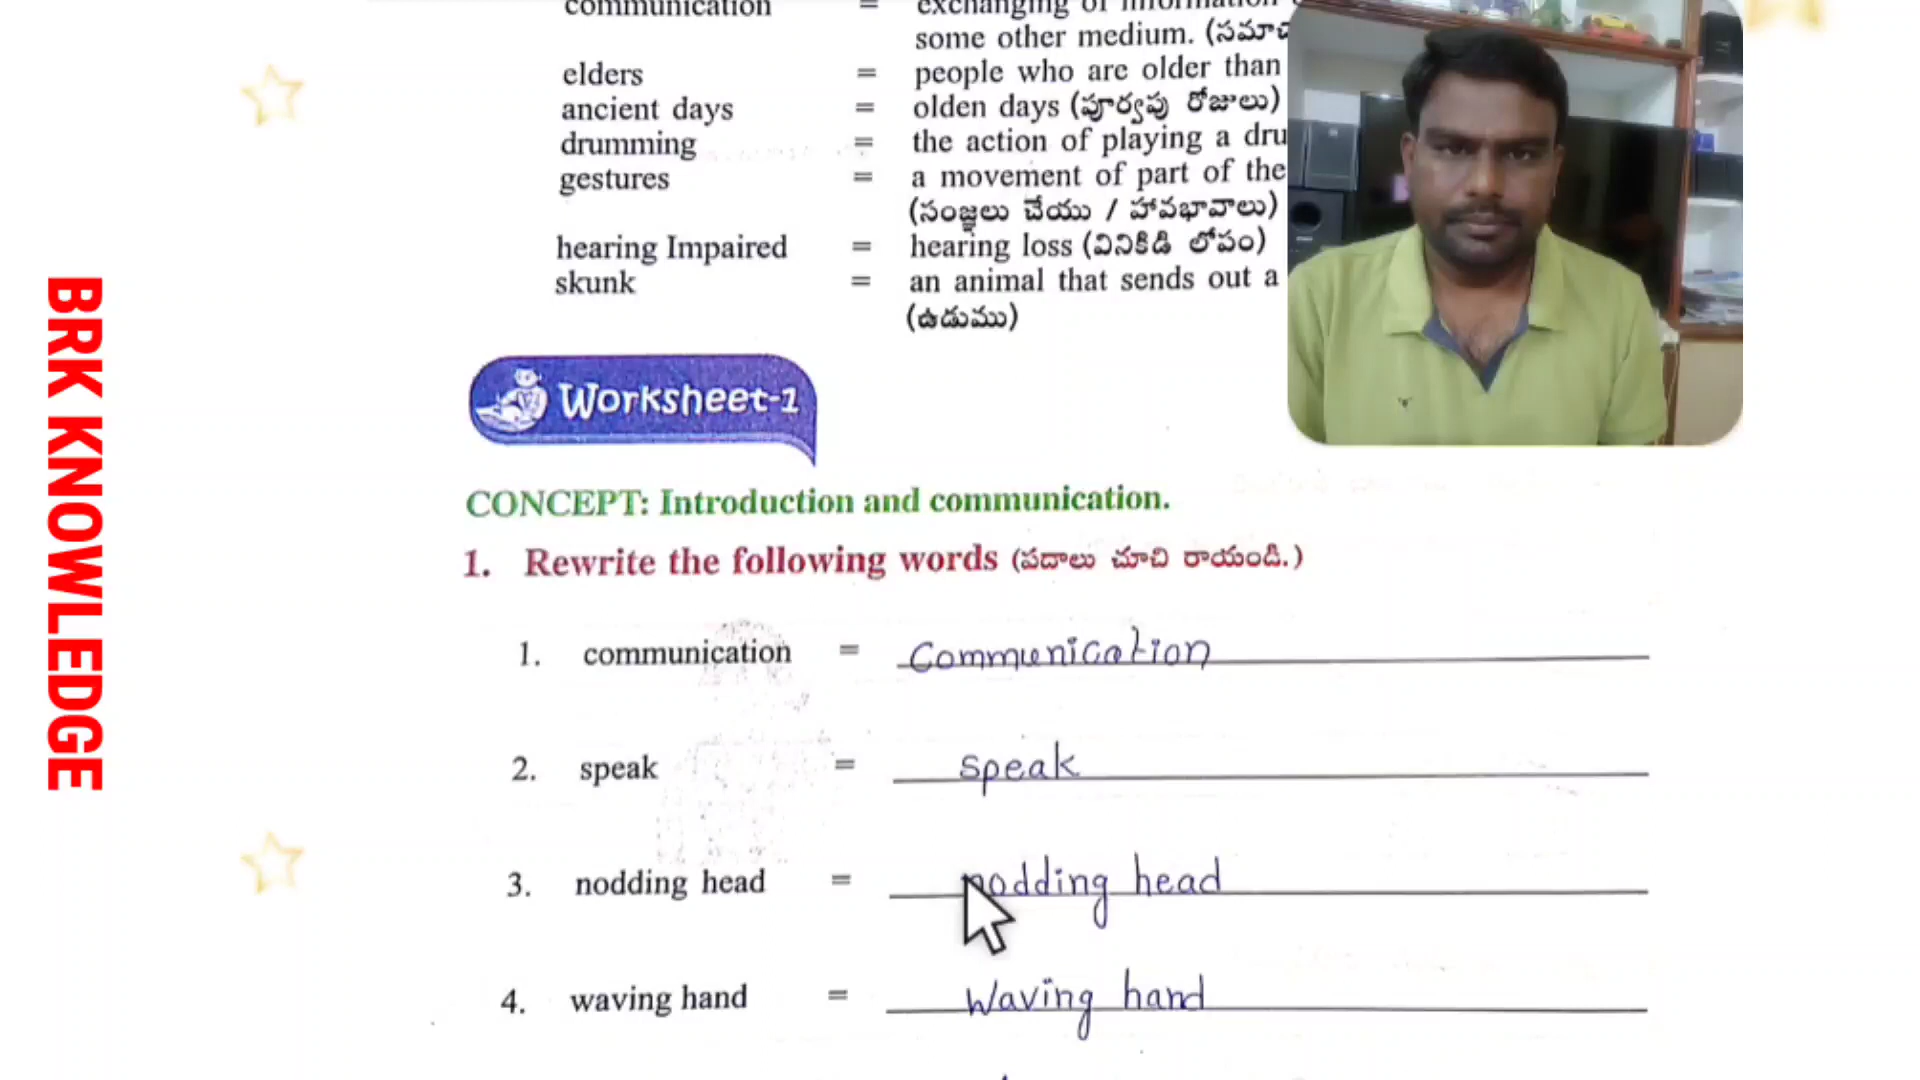 communication = exchanging of information
some other medium. (సమాచ
elders = people who are older than
ancient days = olden days (పూర్వపు రోజులు)
drumming = the action of playing a dru
gestures = a movement of part of the
(సంజ్ఞలు చేయు / హావభావాలు)
hearing Impaired = hearing loss (వినికిడి లోపం)
skunk = an animal that sends out a
(ఉడుము)
BRK KNOWLEDGE
Worksheet-1
CONCEPT: Introduction and communication.
1. Rewrite the following words (పదాలు చూచి రాయండి.)
1. communication = Communication
2. speak = speak
3. nodding head = nodding head
4. waving hand = Waving hand